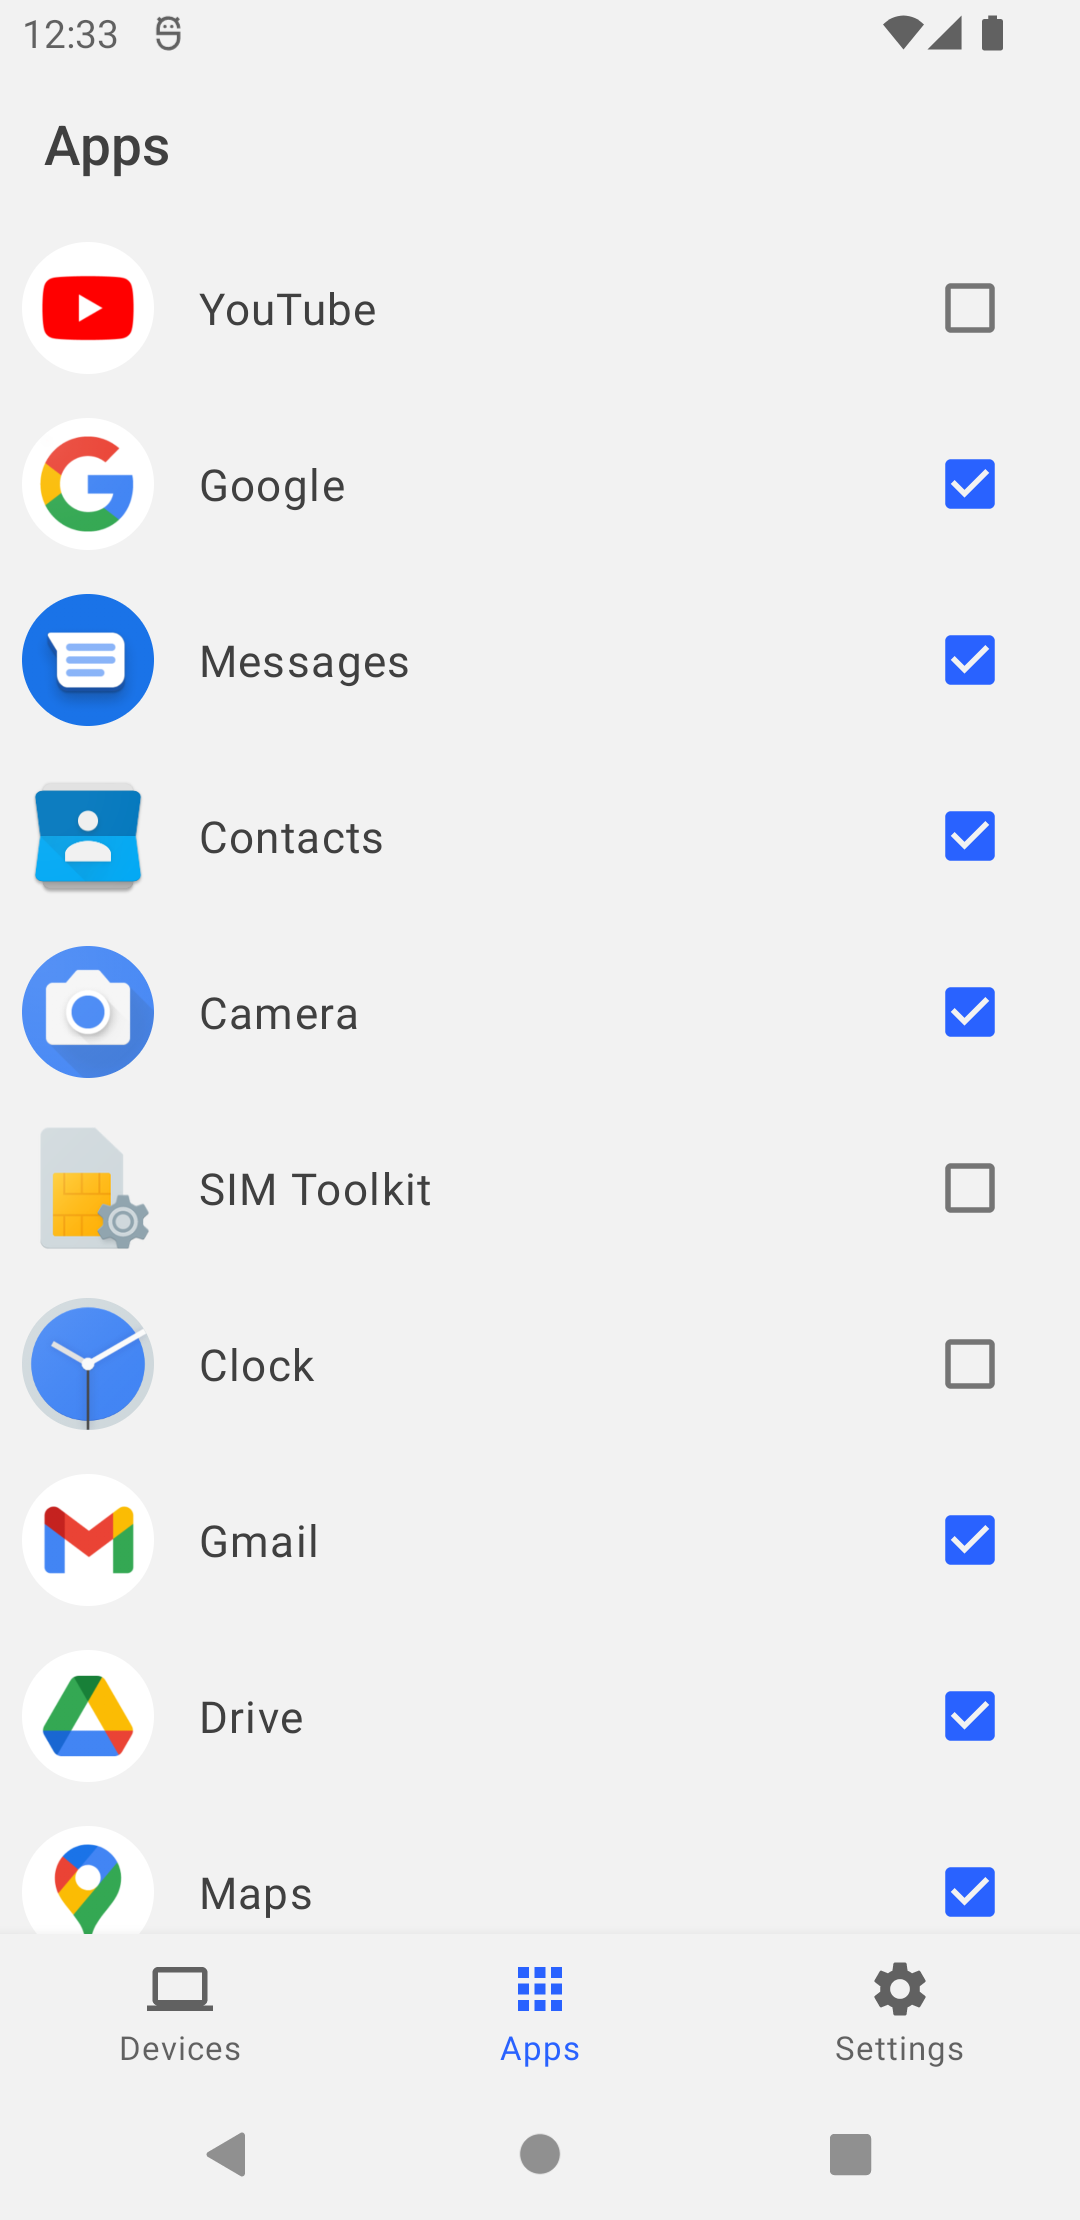 12:33
Apps
YouTube
Google
Messages
Contacts
Camera
SIM Toolkit
Clock
Gmail
Drive
Maps
Devices
Apps
Settings